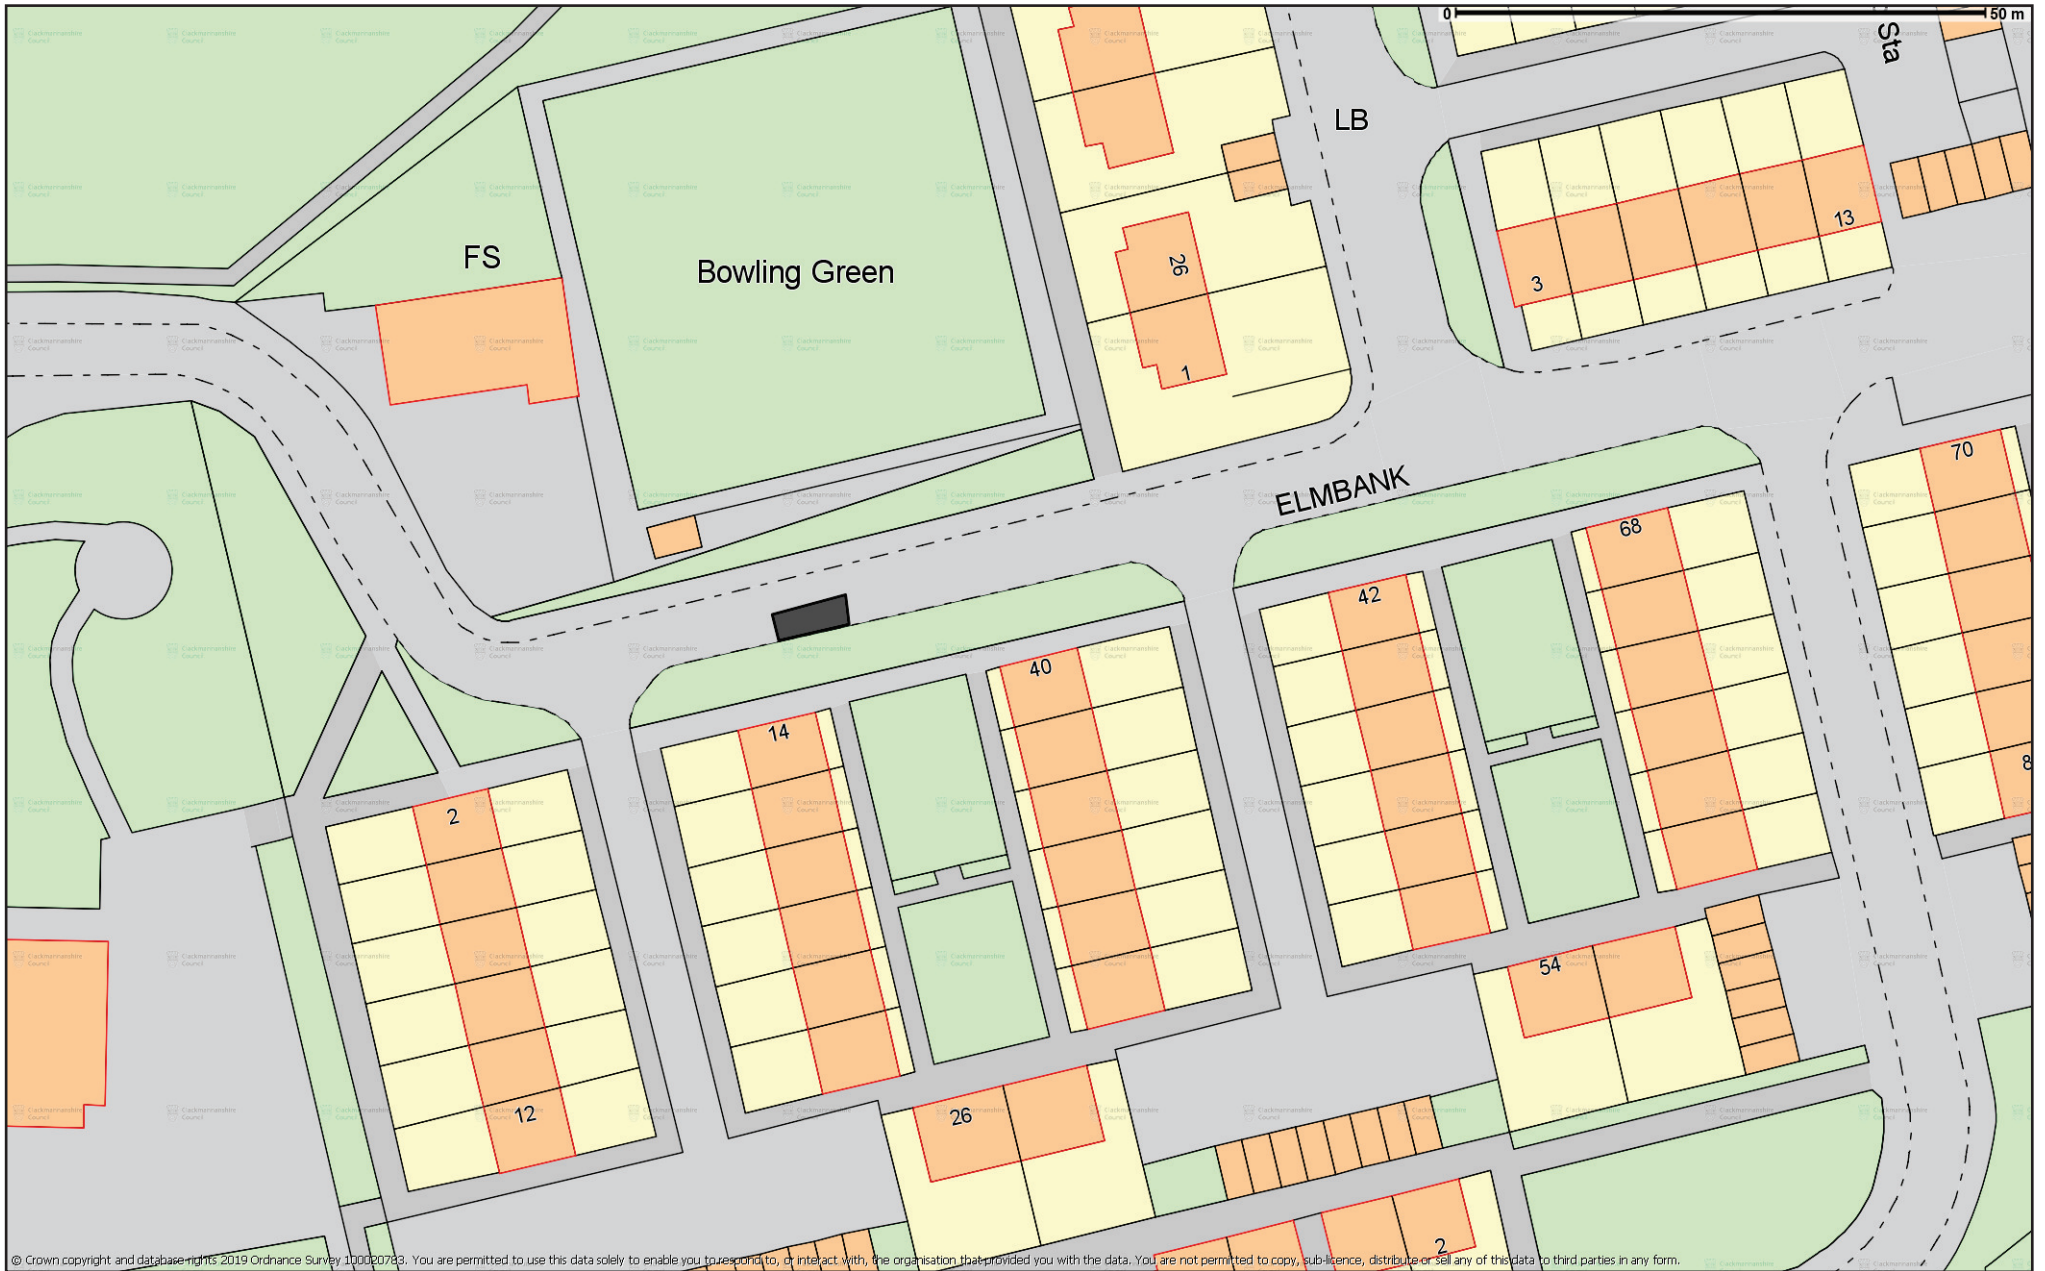 0 50 m
Sta
LB
13
FS
Bowling Green
26
3
1
ELMBANK
70
68
42
40
14
8
2
54
12
26
2
Clackmannanshire
Council
© Crown copyright and database rights 2019 Ordnance Survey 100020783. You are permitted to use this data solely to enable you to respond to, or interact with, the organisation that provided you with the data. You are not permitted to copy, sub-licence, distribute or sell any of this data to third parties in any form.